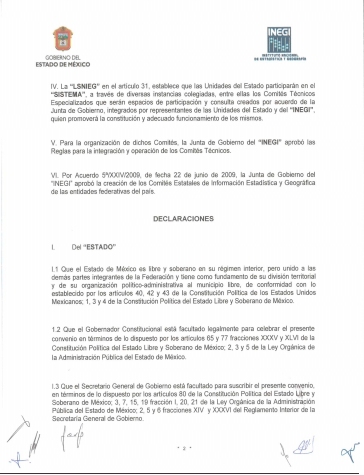 GOBIERNO DEL
ESTADO DE MÉXICO
INEGI
INSTITUTO NACIONAL
DE ESTADÍSTICA Y GEOGRAFÍA
IV. La "LSNIEG" en el artículo 31, establece que las Unidades del Estado participarán en el
"SISTEMA", a través de diversas instancias colegiadas, entre ellas los Comités Técnicos
Especializados que serán espacios de participación y consulta creados por acuerdo de la
Junta de Gobierno, integrados por representantes de las Unidades del Estado y del "INEGI",
quien promoverá la constitución y adecuado funcionamiento de los mismos.
V. Para la organización de dichos Comités, la Junta de Gobierno del "INEGI" aprobó las
Reglas para la integración y operación de los Comités Técnicos.
VI. Por Acuerdo 5ª/XXIV/2009, de fecha 22 de junio de 2009, la Junta de Gobierno del
"INEGI" aprobó la creación de los Comités Estatales de Información Estadística y Geográfica
de las entidades federativas del país.
DECLARACIONES
I. Del "ESTADO"
I.1 Que el Estado de México es libre y soberano en su régimen interior, pero unido a las
demás partes integrantes de la Federación y tiene como fundamento de su división territorial
y de su organización político-administrativa al municipio libre, de conformidad con lo
establecido por los artículos 40, 42 y 43 de la Constitución Política de los Estados Unidos
Mexicanos; 1, 3 y 4 de la Constitución Política del Estado Libre y Soberano de México.
1.2 Que el Gobernador Constitucional está facultado legalmente para celebrar el presente
convenio en términos de lo dispuesto por los artículos 65 y 77 fracciones XXXV y XLVI de la
Constitución Política del Estado Libre y Soberano de México; 2, 3 y 5 de la Ley Orgánica de
la Administración Pública del Estado de México.
I.3 Que el Secretario General de Gobierno está facultado para suscribir el presente convenio,
en términos de lo dispuesto por los artículos 80 de la Constitución Política del Estado Libre y
Soberano de México; 3, 7, 15, 19 fracción I, 20, 21 de la Ley Orgánica de la Administración
Pública del Estado de México; 2, 5 y 6 fracciones XIV y XXXVI del Reglamento Interior de la
Secretaría General de Gobierno.